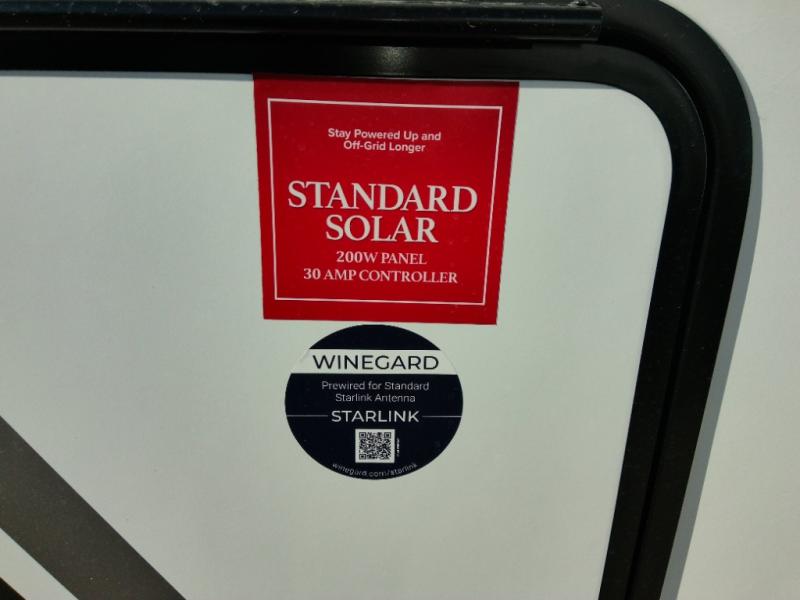 Stay Powered Up and
Off-Grid Longer
STANDARD
SOLAR
200W PANEL
30 AMP CONTROLLER
WINEGARD
Prewired for Standard
Starlink Antenna
STARLINK
winegard.com/starlink